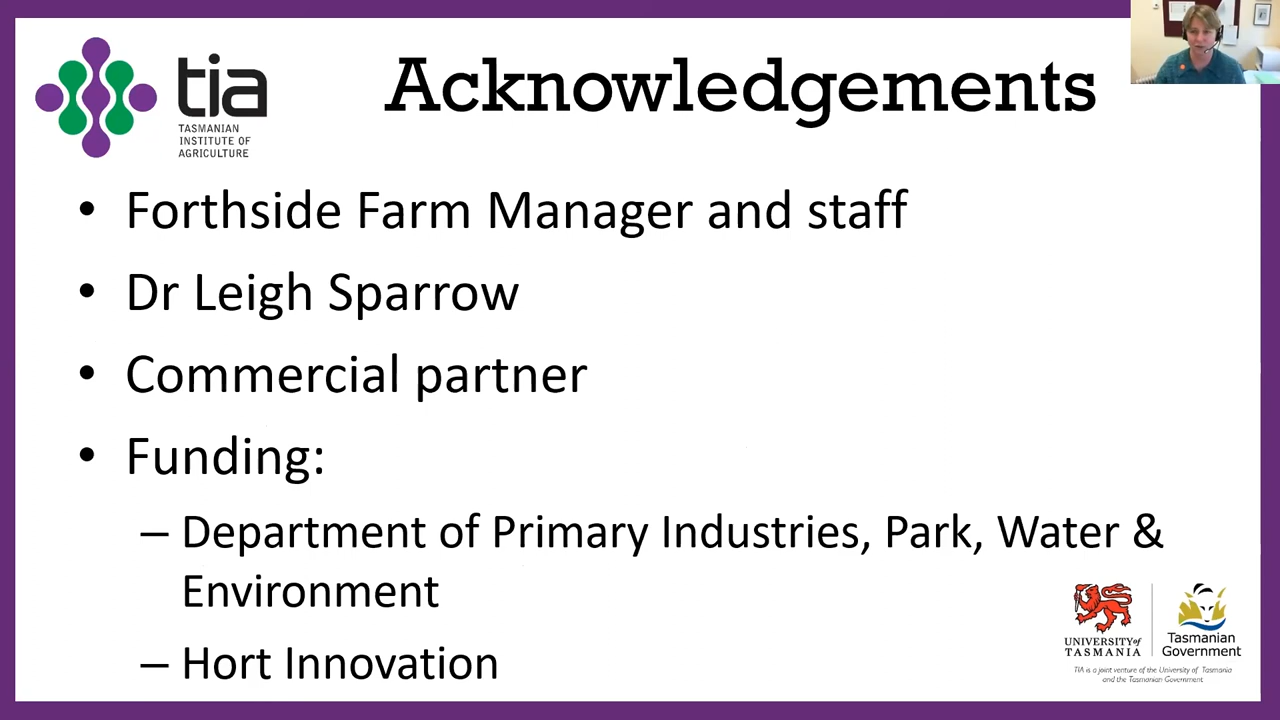 tia
TASMANIAN
INSTITUTE OF
AGRICULTURE
Acknowledgements
• Forthside Farm Manager and staff
• Dr Leigh Sparrow
• Commercial partner
• Funding:
– Department of Primary Industries, Park, Water &
Environment
– Hort Innovation
UNIVERSITY of
TASMANIA
Tasmanian
Government
TIA is a joint venture of the University of Tasmania
and the Tasmanian Government